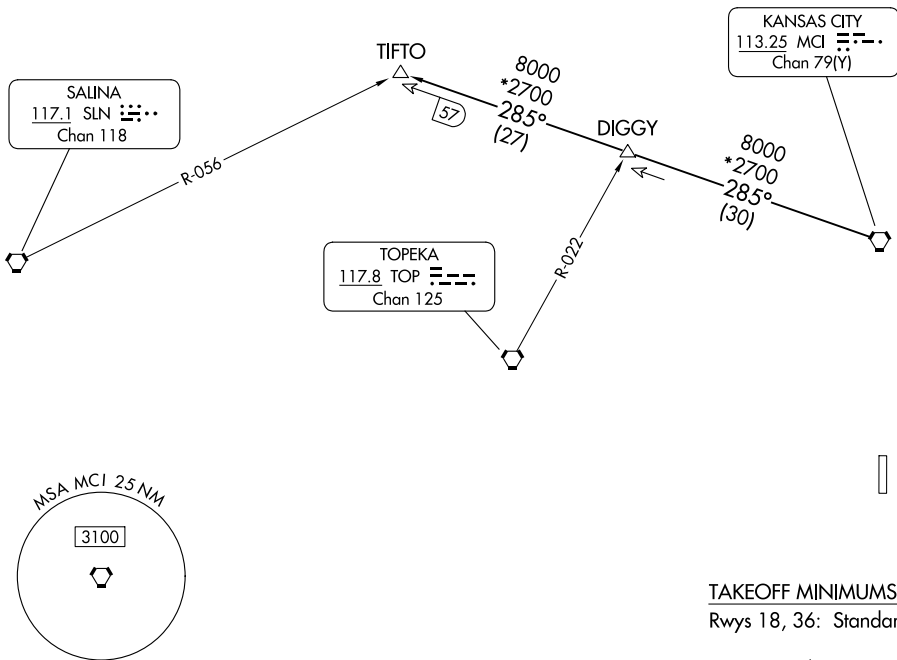 KANSAS CITY
113.25 MCI
Chan 79(Y)
TIFTO
8000
*2700
285°
(27)
57
SALINA
117.1 SLN
Chan 118
DIGGY
8000
*2700
285°
(30)
R-056
R-022
TOPEKA
117.8 TOP
Chan 125
MSA MCI 25 NM
3100
TAKEOFF MINIMUMS
Rwys 18, 36: Standar